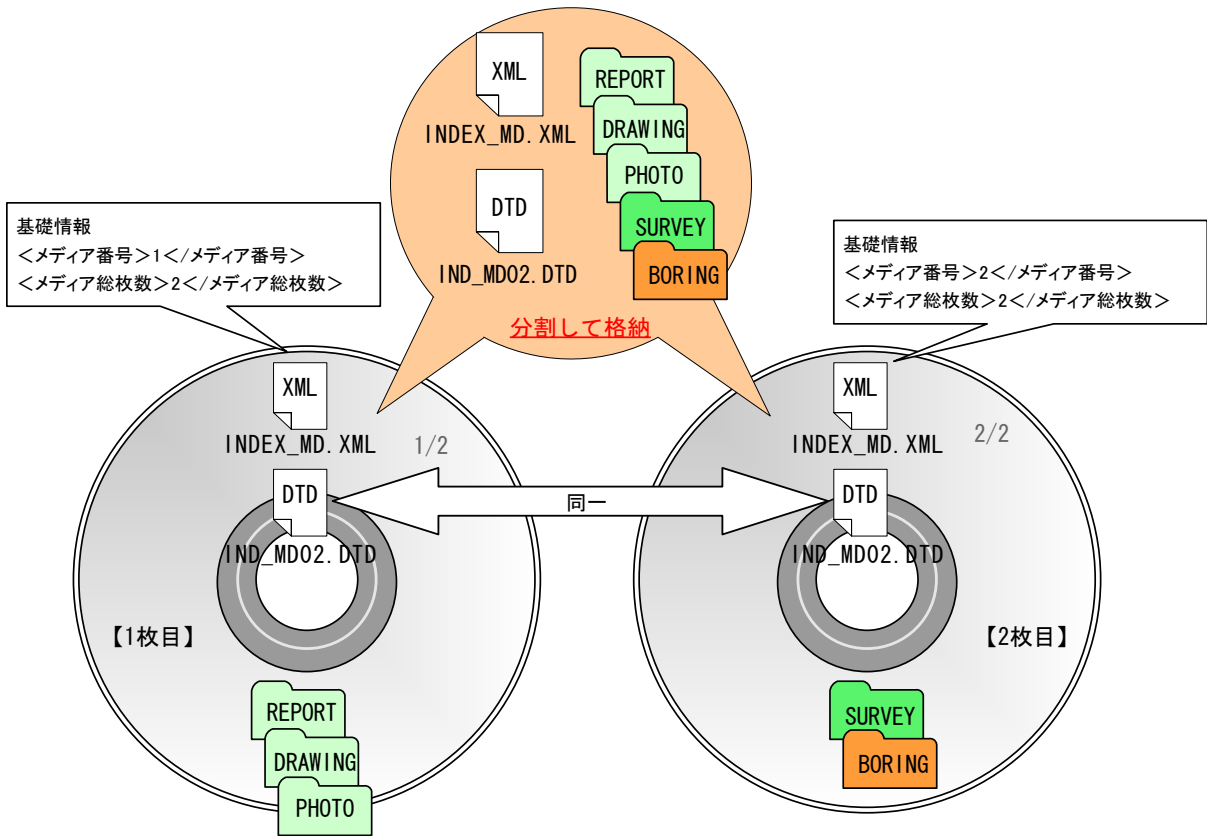 XML
INDEX_MD.XML
DTD
IND_MD02.DTD
REPORT
DRAWING
PHOTO
SURVEY
BORING
分割して格納
基礎情報
<メディア番号>1</メディア番号>
<メディア総枚数>2</メディア総枚数>
基礎情報
<メディア番号>2</メディア番号>
<メディア総枚数>2</メディア総枚数>
XML
INDEX_MD.XML
1/2
DTD
IND_MD02.DTD
【1枚目】
REPORT
DRAWING
PHOTO
同一
XML
INDEX_MD.XML
2/2
DTD
IND_MD02.DTD
【2枚目】
SURVEY
BORING